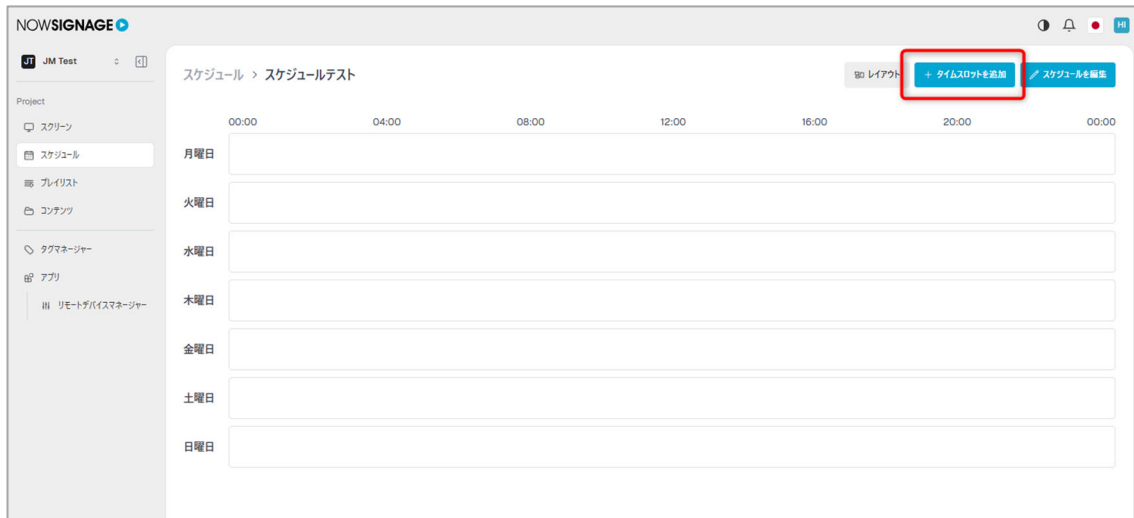 NOWSIGNAGE
HI
JT JM Test
スケジュール > スケジュールテスト
レイアウト
+ タイムスロットを追加
スケジュールを編集
Project
スクリーン
スケジュール
プレイリスト
コンテンツ
タグマネージャー
アプリ
リモートデバイスマネージャー
00:00 04:00 08:00 12:00 16:00 20:00 00:00
月曜日
火曜日
水曜日
木曜日
金曜日
土曜日
日曜日